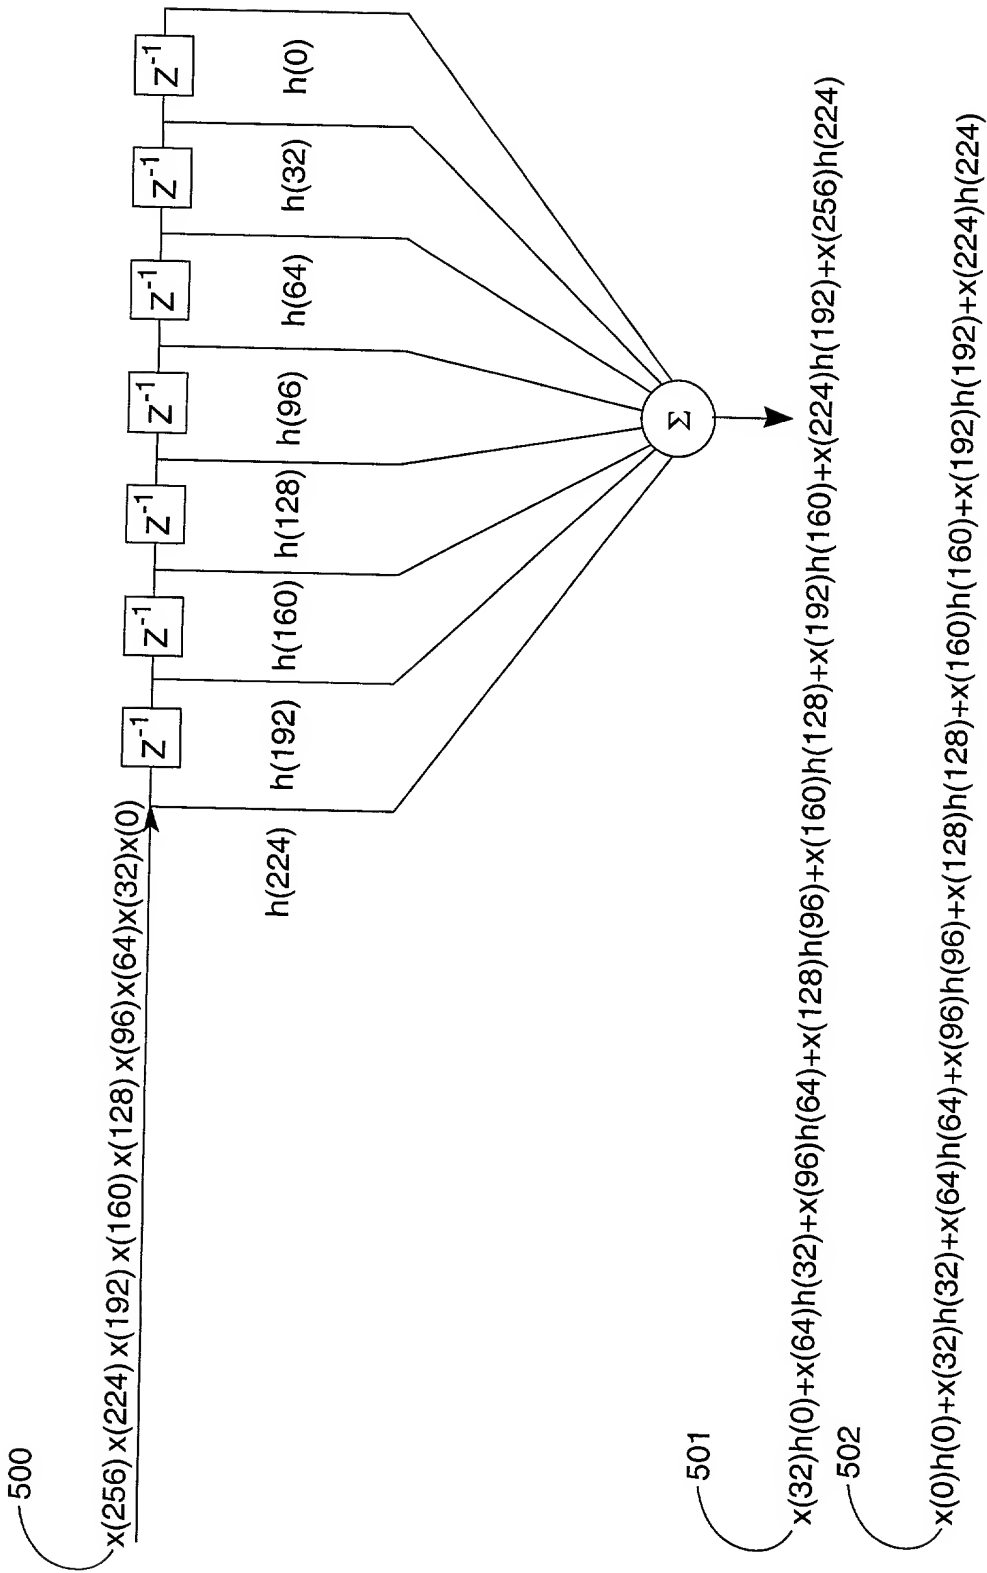 500
x(256) x(224) x(192) x(160) x(128) x(96) x(64)x(32)x(0)
Z-1 Z-1 Z-1 Z-1 Z-1 Z-1 Z-1
h(224) h(192) h(160) h(128) h(96) h(64) h(32) h(0)
Σ
501
x(32)h(0)+x(64)h(32)+x(96)h(64)+x(128)h(96)+x(160)h(128)+x(192)h(160)+x(224)h(192)+x(256)h(224)
502
x(0)h(0)+x(32)h(32)+x(64)h(64)+x(96)h(96)+x(128)h(128)+x(160)h(160)+x(192)h(192)+x(224)h(224)